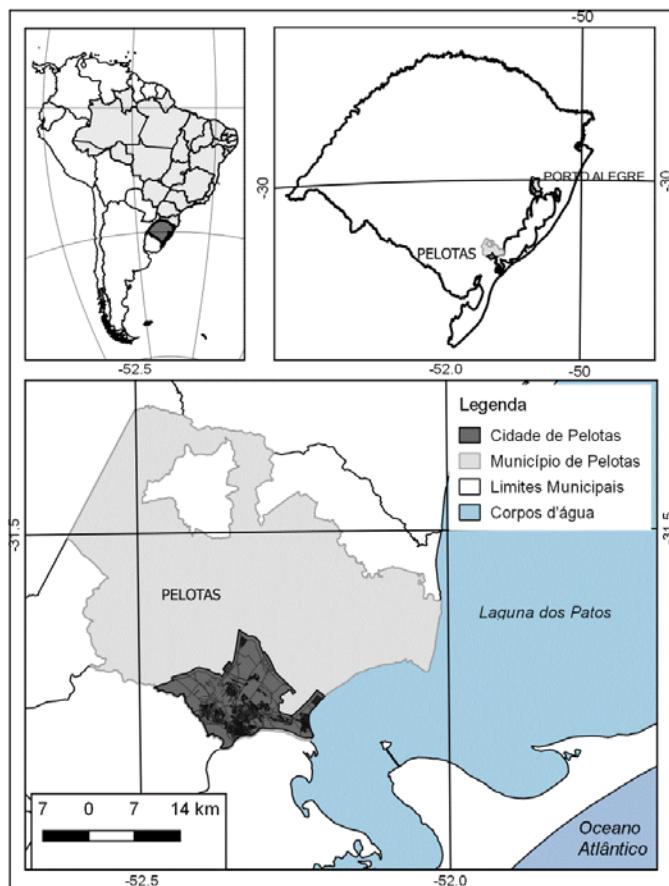 -50
-30
PORTO ALEGRE
-30
PELOTAS
-52.5
-52.0
-50
Legenda
Cidade de Pelotas
Município de Pelotas
Limites Municipais
Corpos d'água
-31.5
-31.5
PELOTAS
Laguna dos Patos
7 0 7 14 km
Oceano
Atlântico
-52.5
-52.0